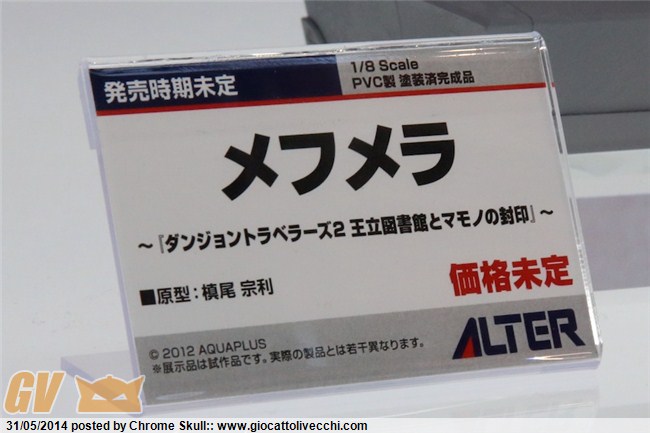 発売時期未定
1/8 Scale
PVC製 塗装済完成品
メフメラ
～『ダンジョントラベラーズ2 王立図書館とマモノの封印』～
■原型：槙尾 宗利
価格未定
© 2012 AQUAPLUS
※展示品は試作品です。実際の製品とは若干異なります。
ALTER
GV
31/05/2014 posted by Chrome Skull:: www.giocattolivecchi.com